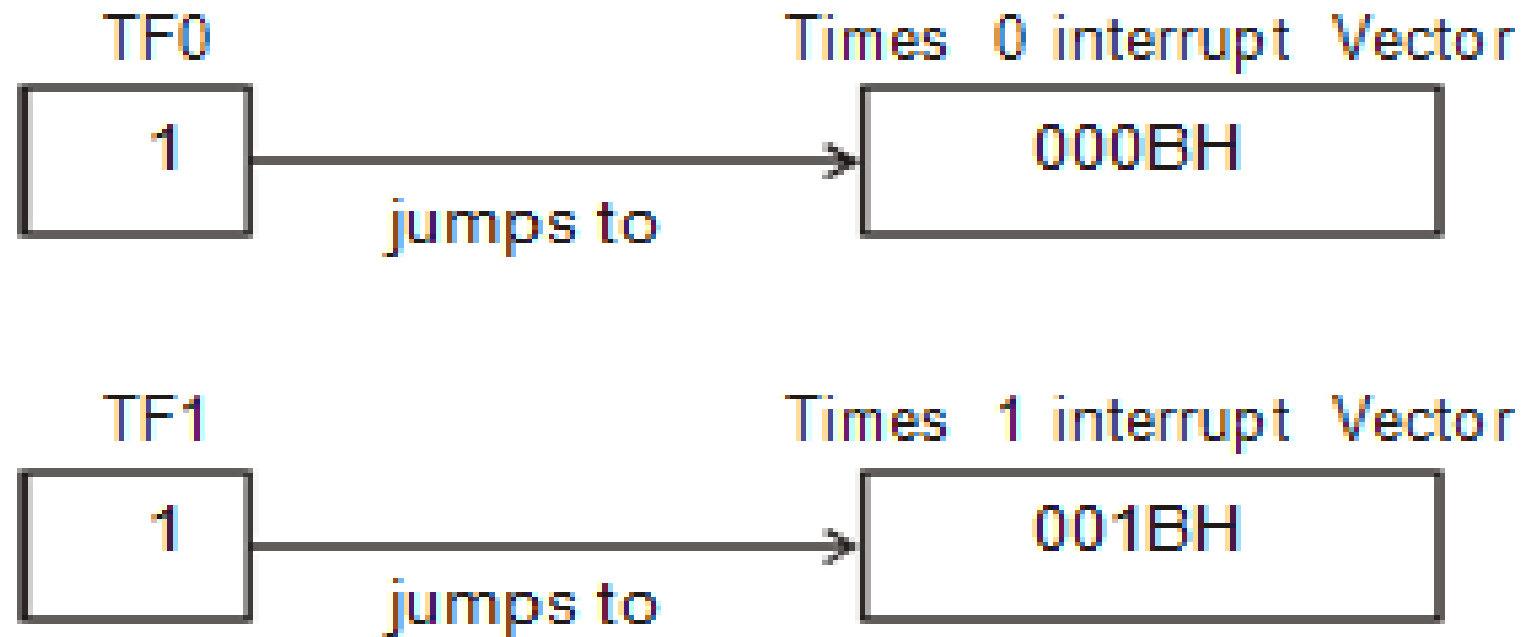 TF0
Times 0 interrupt Vector
1
000BH
jumps to
TF1
Times 1 interrupt Vector
1
001BH
jumps to